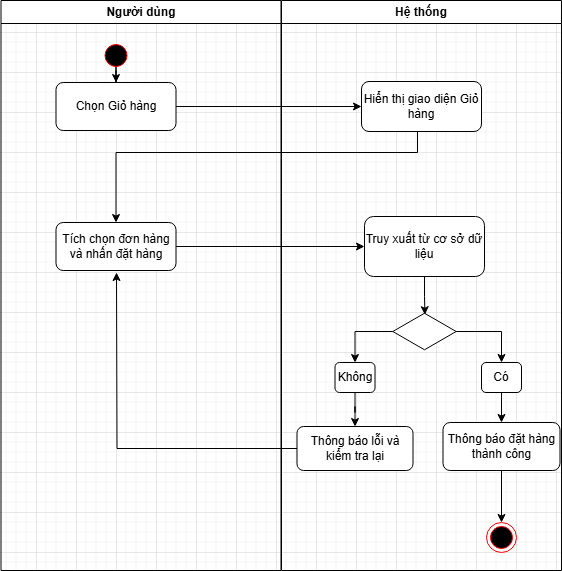 Người dùng
Hệ thống
Chọn Giỏ hàng
Hiển thị giao diện Giỏ
hàng
Tích chọn đơn hàng
và nhấn đặt hàng
Truy xuất từ cơ sở dữ
liệu
Không
Có
Thông báo lỗi và
kiểm tra lại
Thông báo đặt hàng
thành công